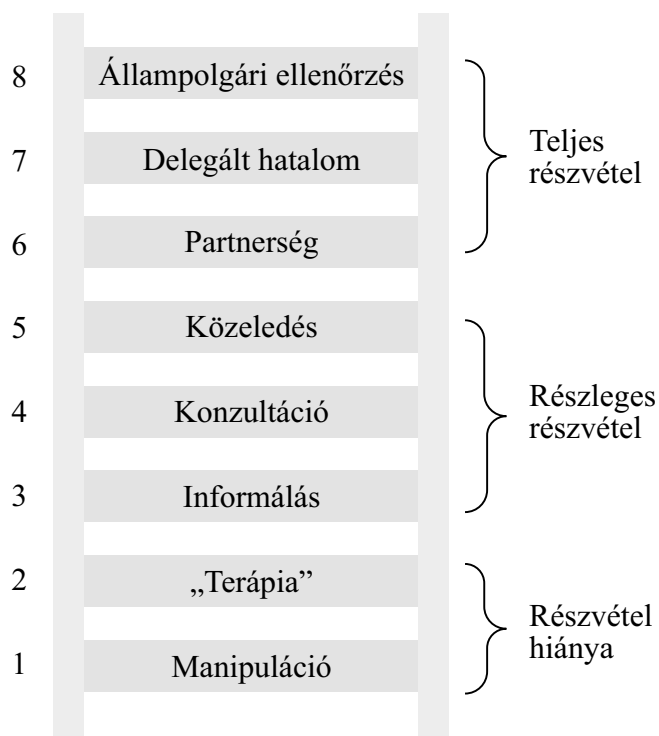 8 Állampolgári ellenőrzés
7 Delegált hatalom
6 Partnerség
Teljes
részvétel
5 Közeledés
4 Konzultáció
3 Informálás
Részleges
részvétel
2 „Terápia”
1 Manipuláció
Részvétel
hiánya